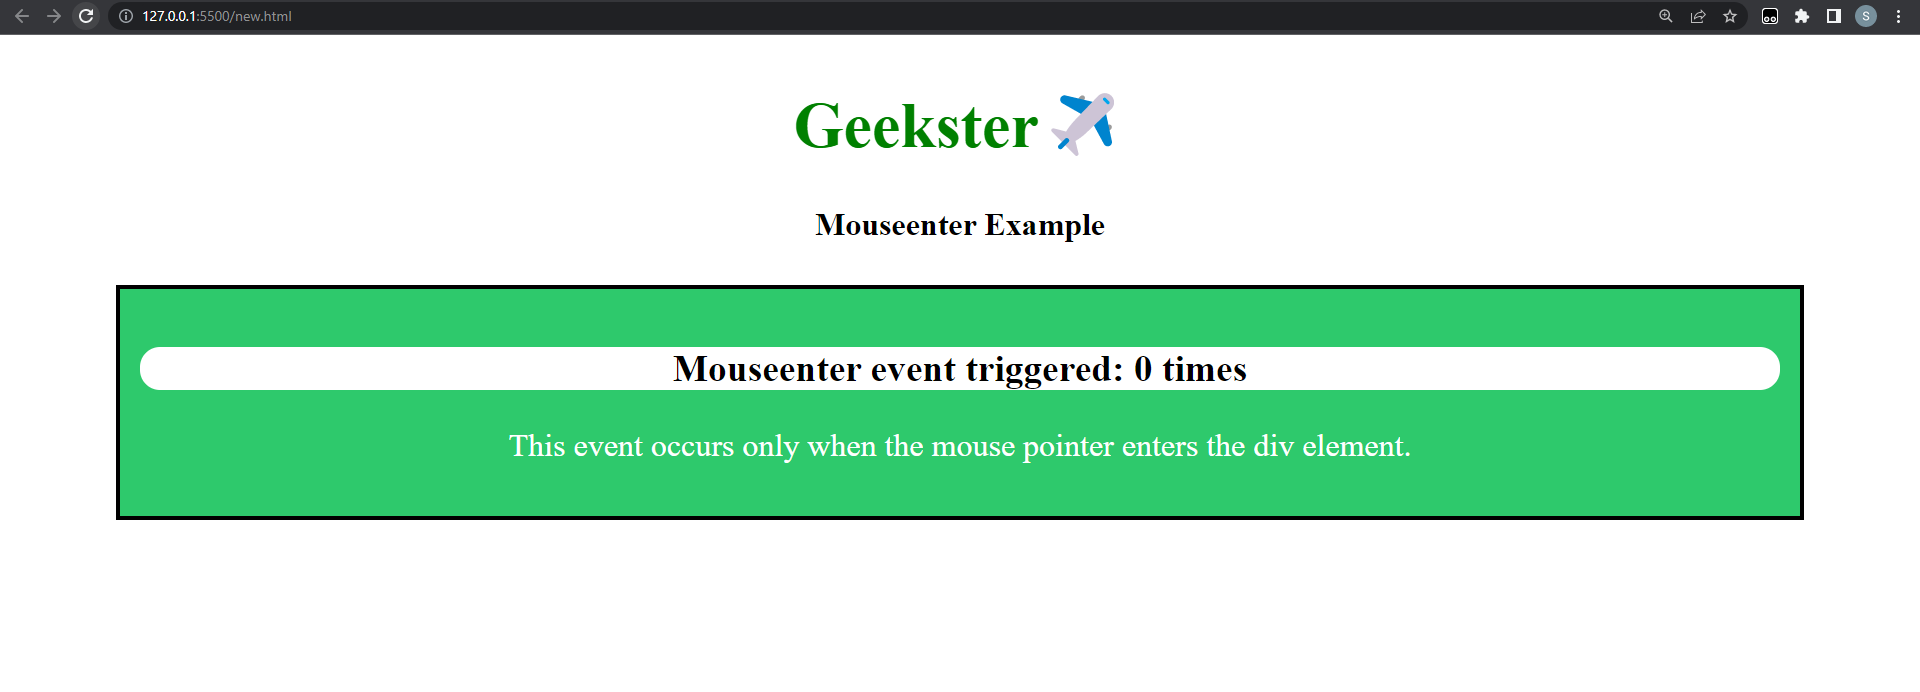 127.0.0.1:5500/new.html
S
Geekster ✈️
Mouseenter Example
Mouseenter event triggered: 0 times
This event occurs only when the mouse pointer enters the div element.